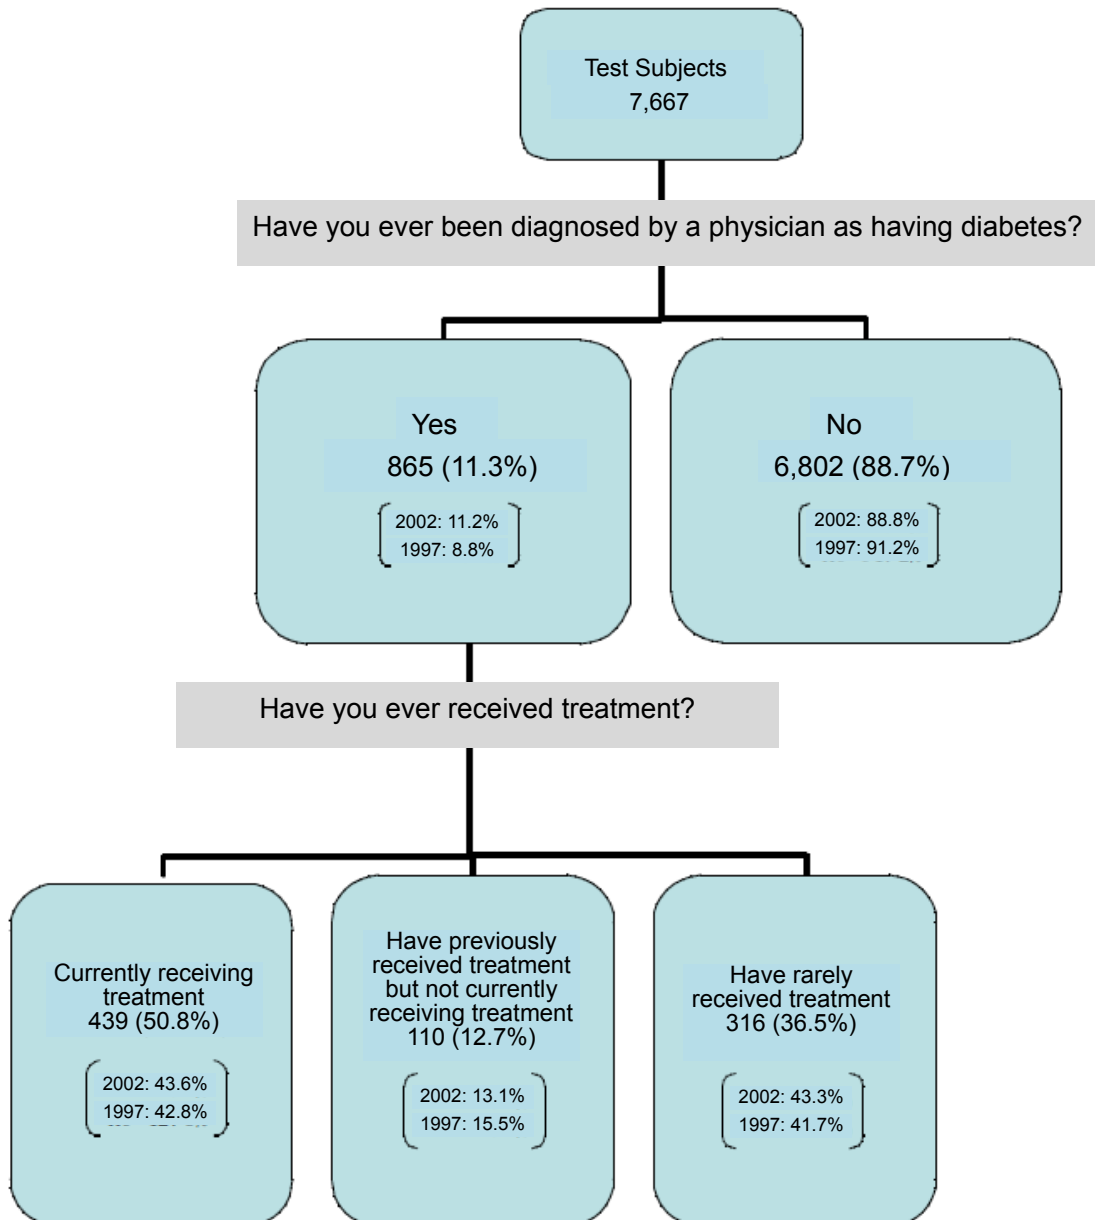 Test Subjects
7,667
Have you ever been diagnosed by a physician as having diabetes?
Yes
865 (11.3%)
2002: 11.2%
1997: 8.8%
No
6,802 (88.7%)
2002: 88.8%
1997: 91.2%
Have you ever received treatment?
Currently receiving
treatment
439 (50.8%)
2002: 43.6%
1997: 42.8%
Have previously
received treatment
but not currently
receiving treatment
110 (12.7%)
2002: 13.1%
1997: 15.5%
Have rarely
received treatment
316 (36.5%)
2002: 43.3%
1997: 41.7%